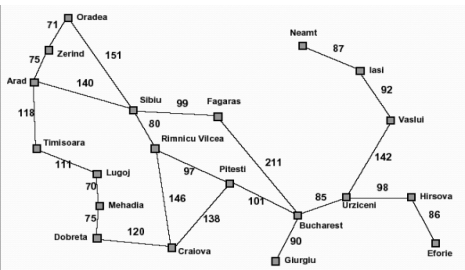 Oradea
71
Neamt
87
Zerind
151
75
Iasi
Arad
140
92
Sibiu
99
Fagaras
118
80
Vaslui
Rimnicu Vilcea
Timisoara
111
97
211
142
Lugoj
Pitesti
70
98
Hirsova
146
101
85
Urziceni
Mehadia
138
86
75
Bucharest
120
90
Dobreta
Craiova
Eforie
Giurgiu